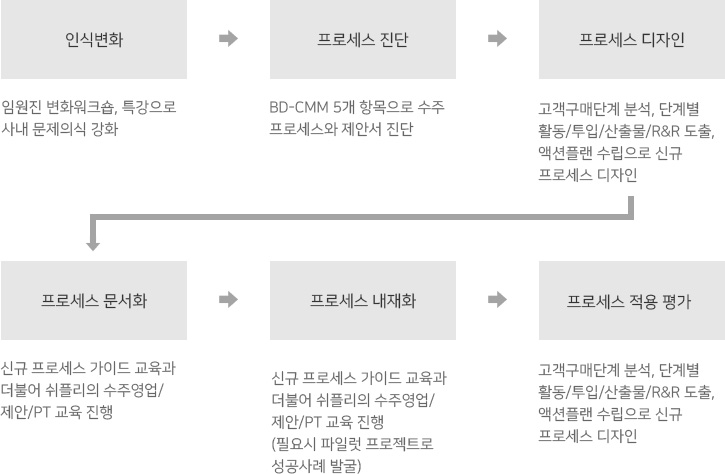 인식변화
프로세스 진단
프로세스 디자인
임원진 변화워크숍, 특강으로
사내 문제의식 강화
BD-CMM 5개 항목으로 수주
프로세스와 제안서 진단
고객구매단계 분석, 단계별
활동/투입/산출물/R&R 도출,
액션플랜 수립으로 신규
프로세스 디자인
프로세스 문서화
프로세스 내재화
프로세스 적용 평가
신규 프로세스 가이드 교육과
더불어 쉬플리의 수주영업/
제안/PT 교육 진행
신규 프로세스 가이드 교육과
더불어 쉬플리의 수주영업/
제안/PT 교육 진행
(필요시 파일럿 프로젝트로
성공사례 발굴)
고객구매단계 분석, 단계별
활동/투입/산출물/R&R 도출,
액션플랜 수립으로 신규
프로세스 디자인